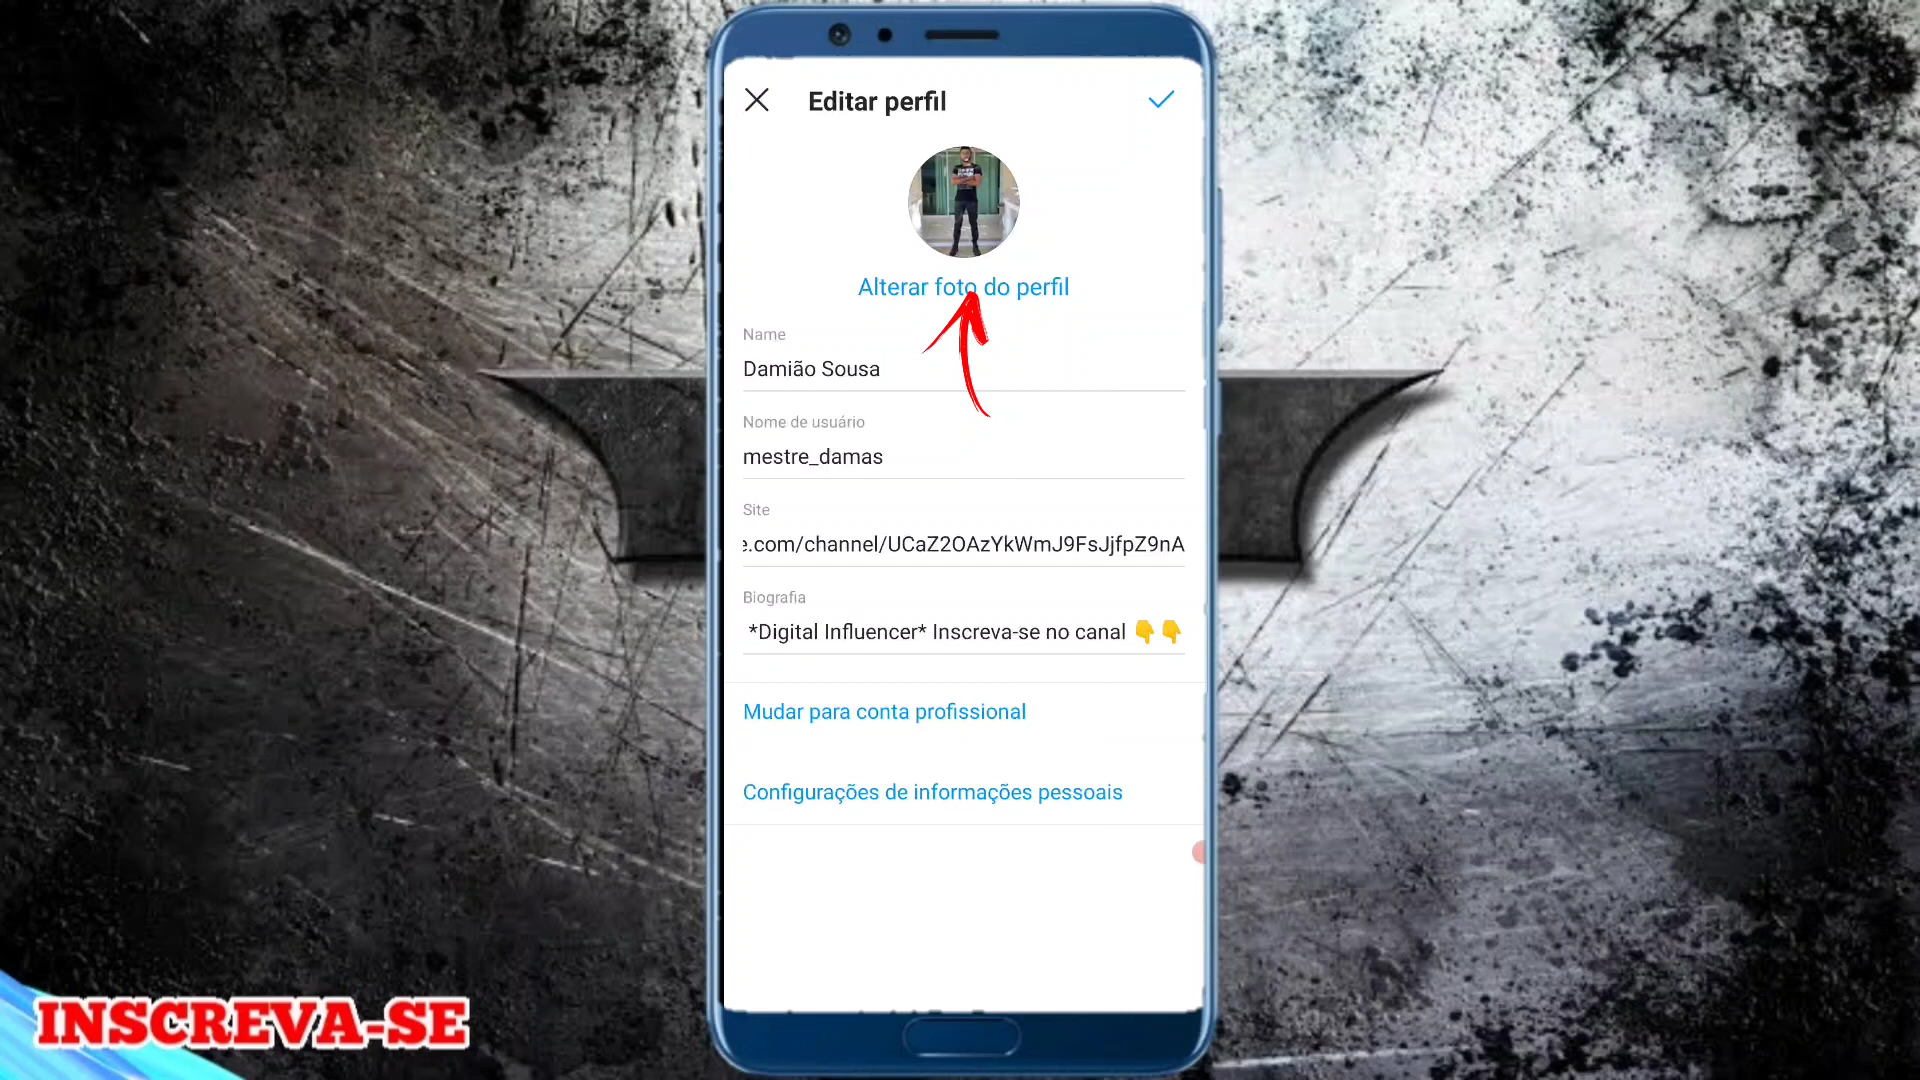 Editar perfil
Alterar foto do perfil
Name
Damião Sousa
Nome de usuário
mestre_damas
Site
e.com/channel/UCaZ2OAzYkWmJ9FsJjfpZ9nA
Biografia
*Digital Influencer* Inscreva-se no canal 👇👇
Mudar para conta profissional
Configurações de informações pessoais
INSCREVA-SE